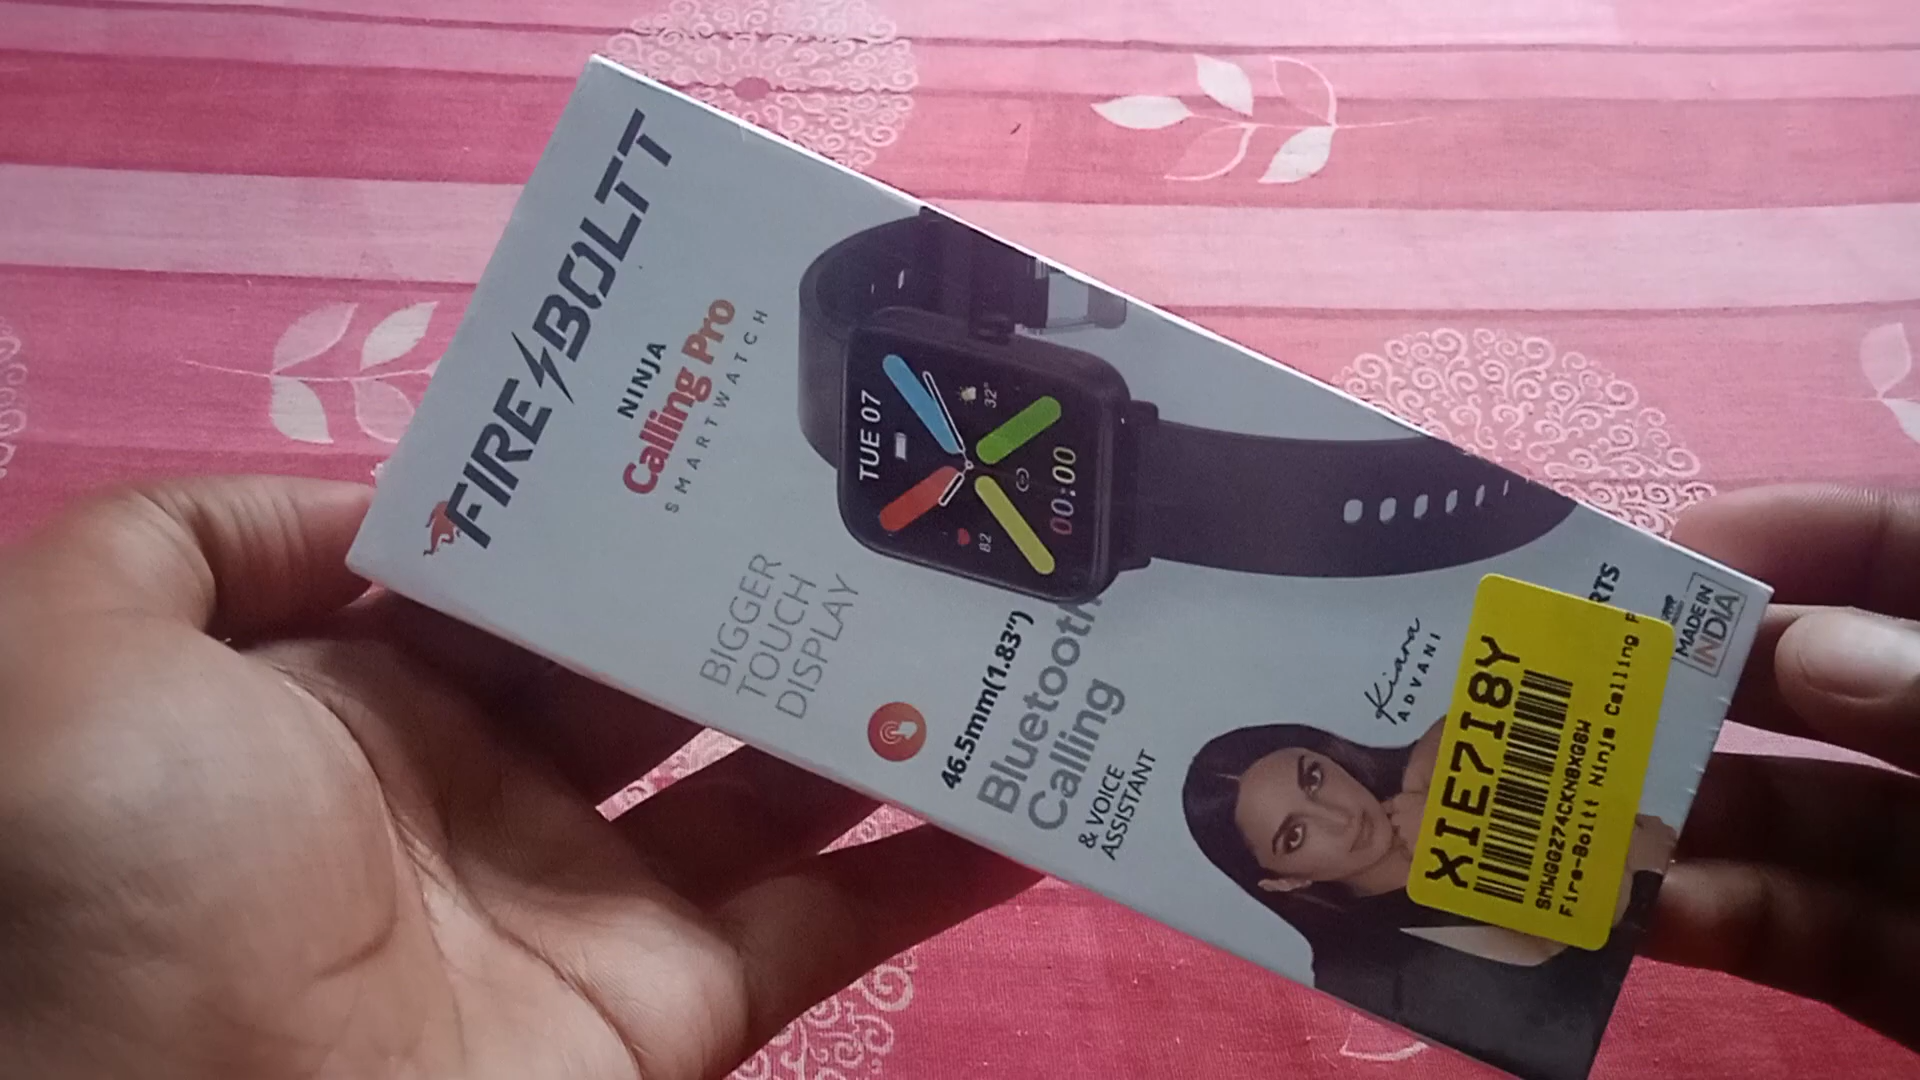 FIRE BOLTT
NINJA
Calling Pro
SMARTWATCH
TUE 07
32°
82
00:00
BIGGER
TOUCH
DISPLAY
46.5mm(1.83")
Bluetooth
Calling
& VOICE
ASSISTANT
Kiara
ADVANI
RTS
MADE IN
INDIA
XIE7I8Y
Fire-Boltt Ninja Calling P